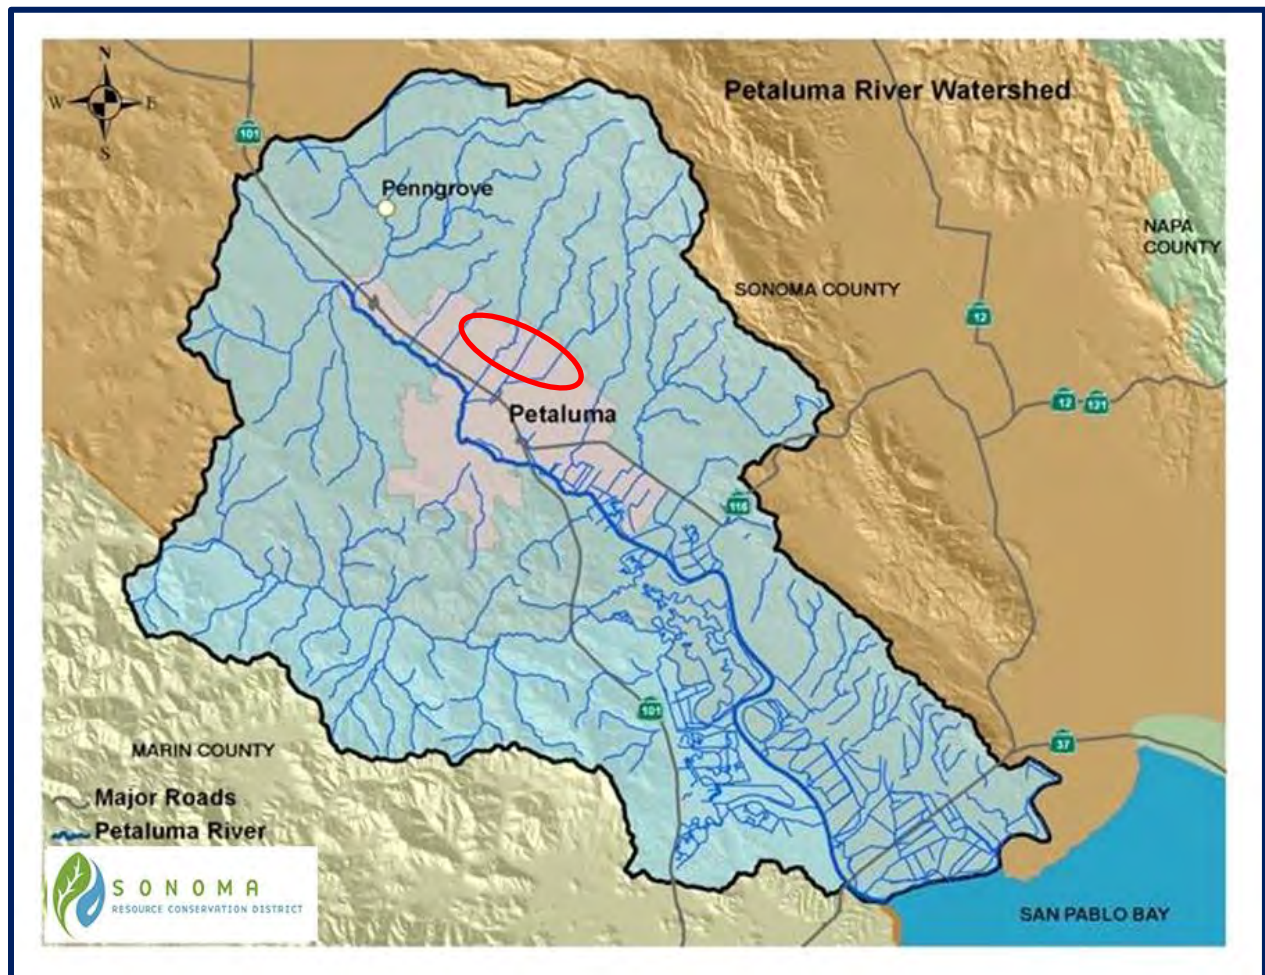 N
W E
S
Petaluma River Watershed
101
Penngrove
NAPA
COUNTY
SONOMA COUNTY
12
12 121
Petaluma
116
101
37
MARIN COUNTY
Major Roads
Petaluma River
SONOMA
RESOURCE CONSERVATION DISTRICT
SAN PABLO BAY